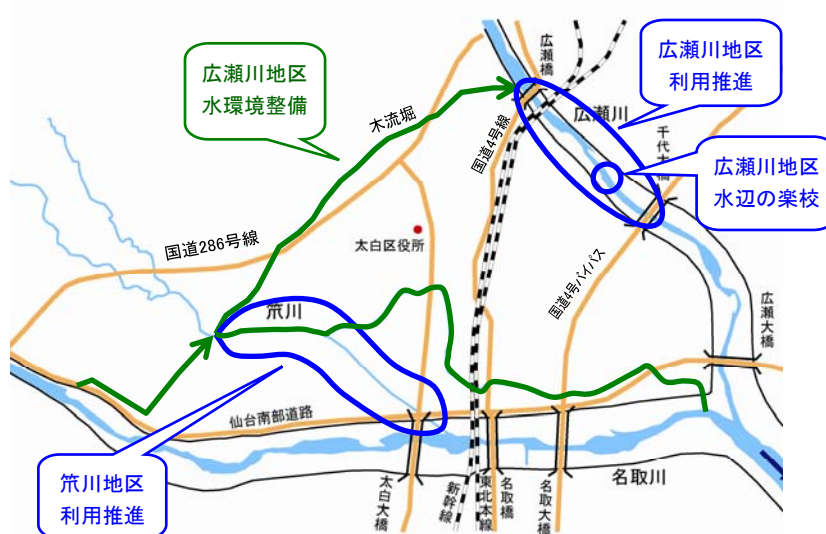 広瀬川地区
水環境整備
木流堀
広瀬橋
広瀬川地区
利用推進
広瀬川
国道4号線
千代大橋
広瀬川地区
水辺の楽校
国道286号線
太白区役所
国道4号バイパス
笊川
広瀬大橋
仙台南部道路
笊川地区
利用推進
太白大橋
新幹線
東北本線
名取橋
名取大橋
名取川